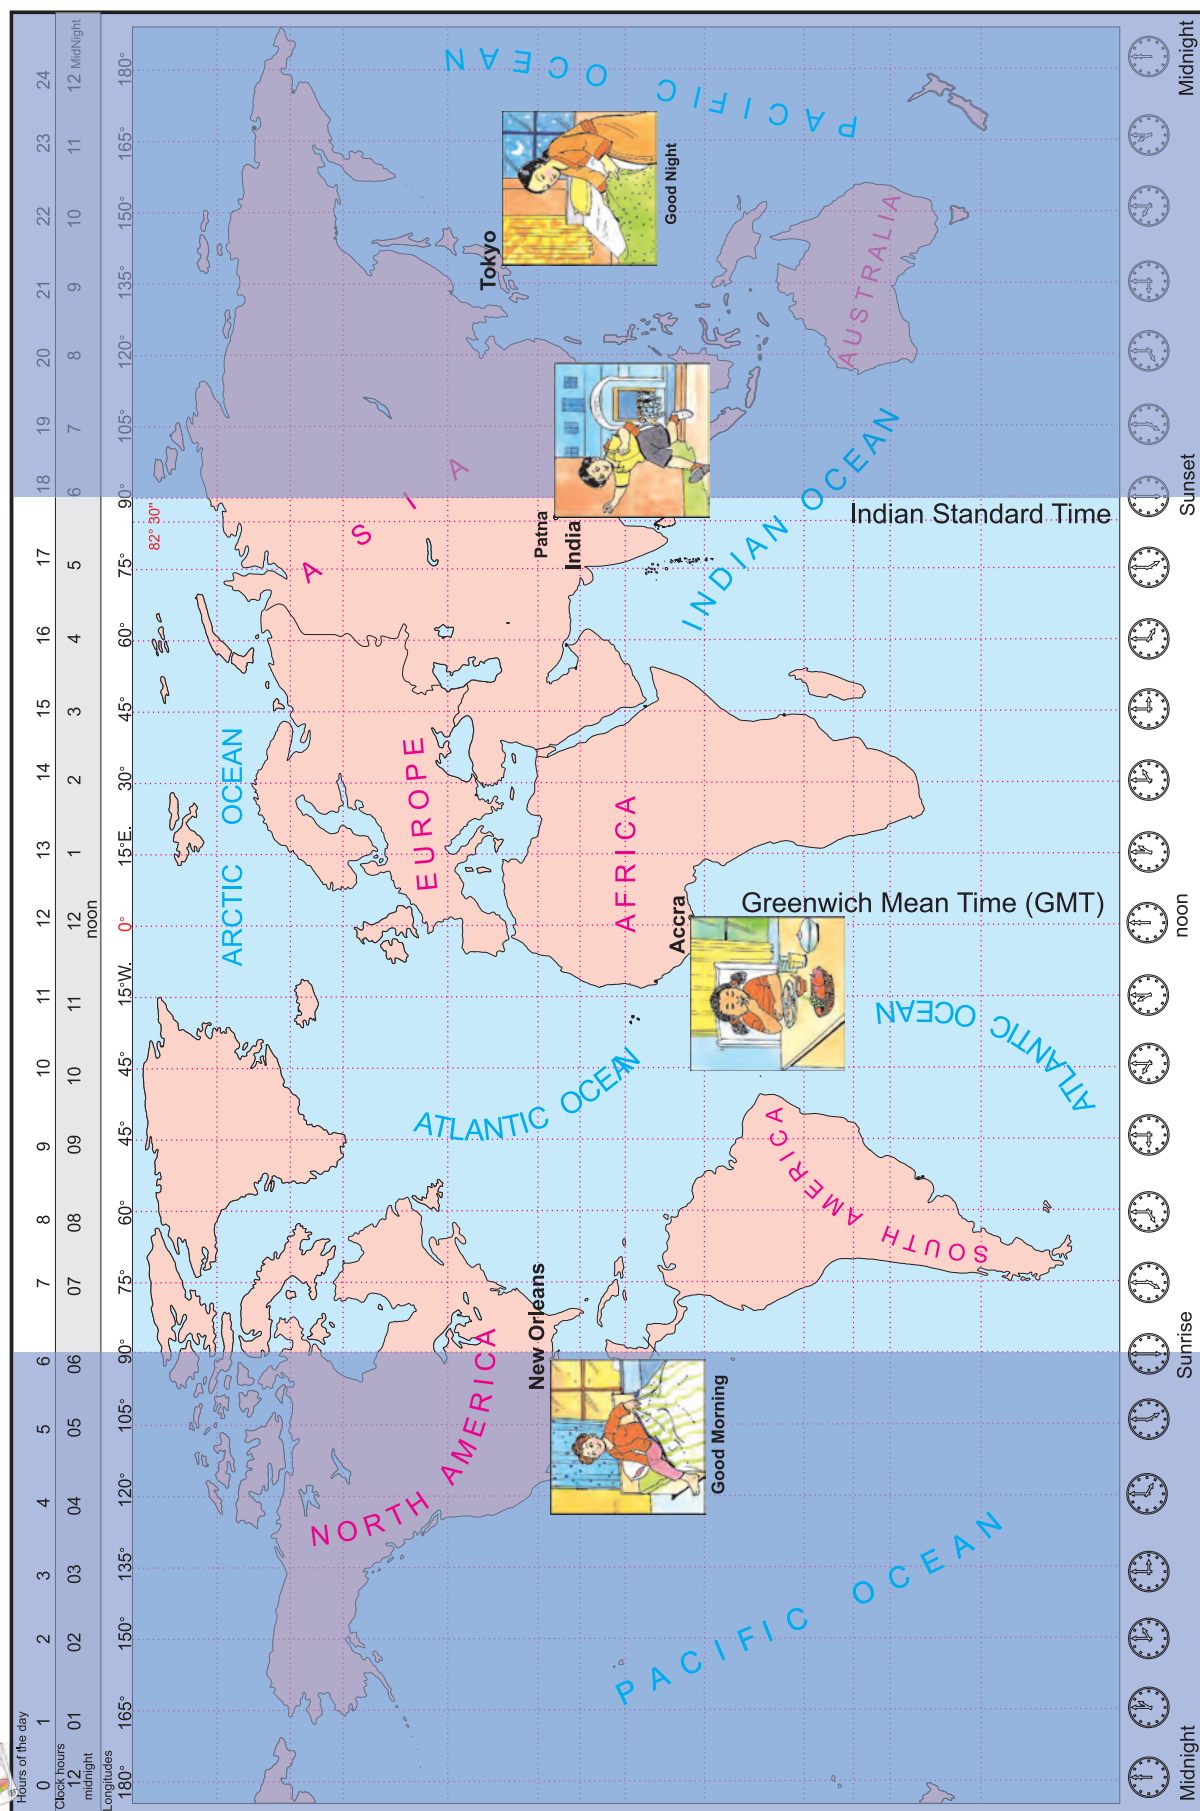 Hours of the day
0 1 2 3 4 5 6 7 8 9 10 11 12 13 14 15 16 17 18 19 20 21 22 23 24
Clock hours
12 01 02 03 04 05 06 07 08 09 10 11 12 1 2 3 4 5 6 7 8 9 10 11 12 MidNight
midnight
noon
Longitudes
180° 165° 150° 135° 120° 105° 90° 75° 60° 45° 45° 15°W. 0° 15°E. 30° 45° 60° 75° 90° 105° 120° 135° 150° 165° 180°
82° 30"
ARCTIC OCEAN
NORTH AMERICA
EUROPE
ASIA
ATLANTIC OCEAN
PACIFIC OCEAN
Tokyo
Good Night
New Orleans
Good Morning
Patna
India
AFRICA
Accra
PACIFIC OCEAN
INDIAN OCEAN
SOUTH AMERICA
AUSTRALIA
ATLANTIC OCEAN
Greenwich Mean Time (GMT)
Indian Standard Time
Midnight
Sunrise
noon
Sunset
Midnight